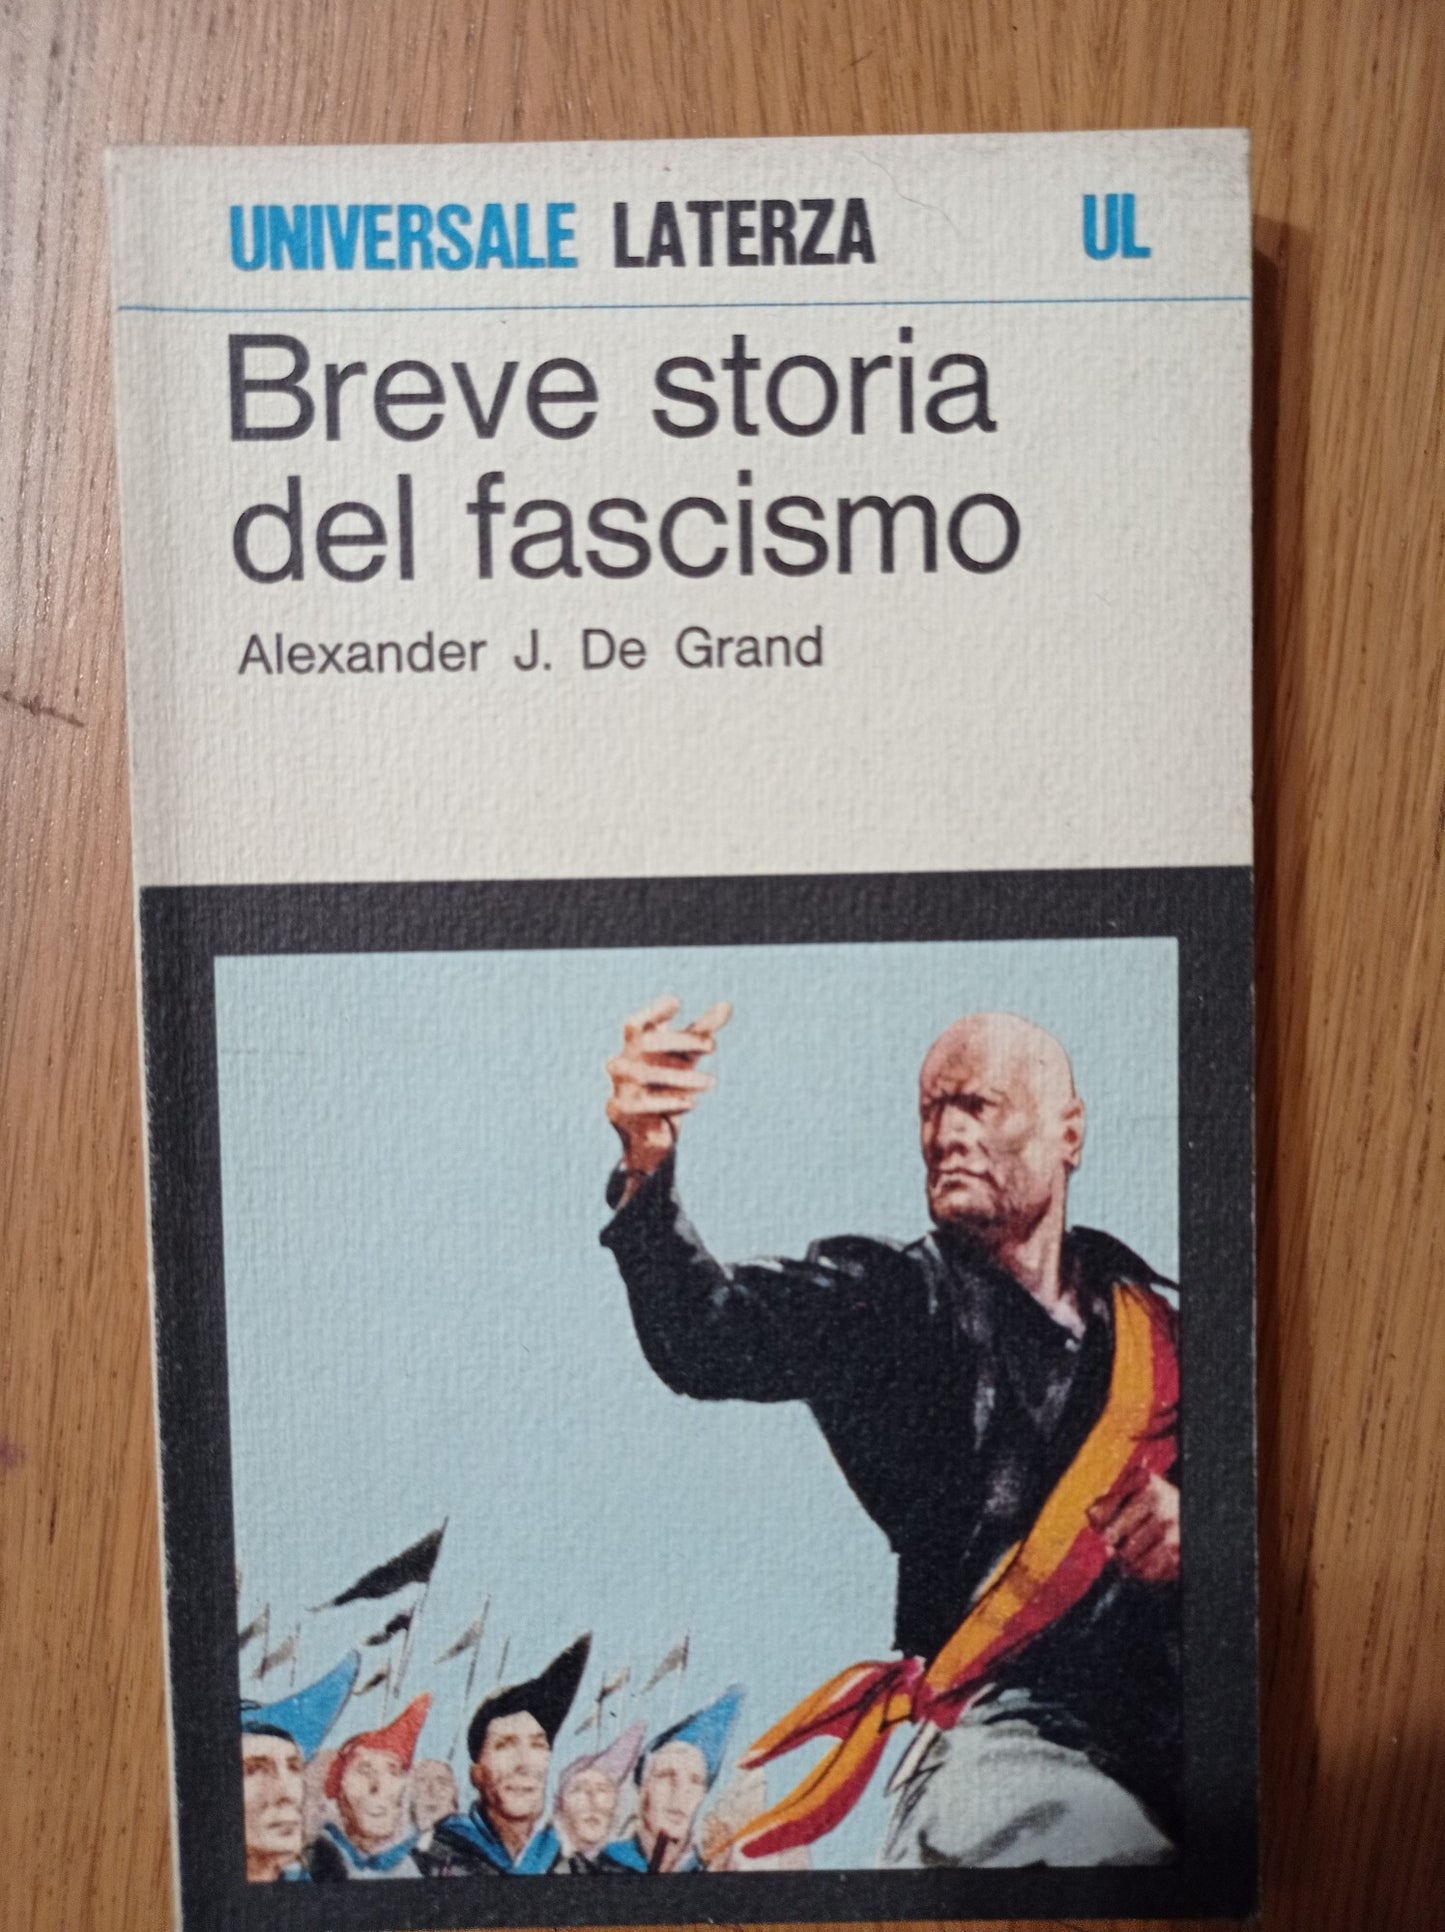 UNIVERSALE LATERZA UL
Breve storia
del fascismo
Alexander J. De Grand